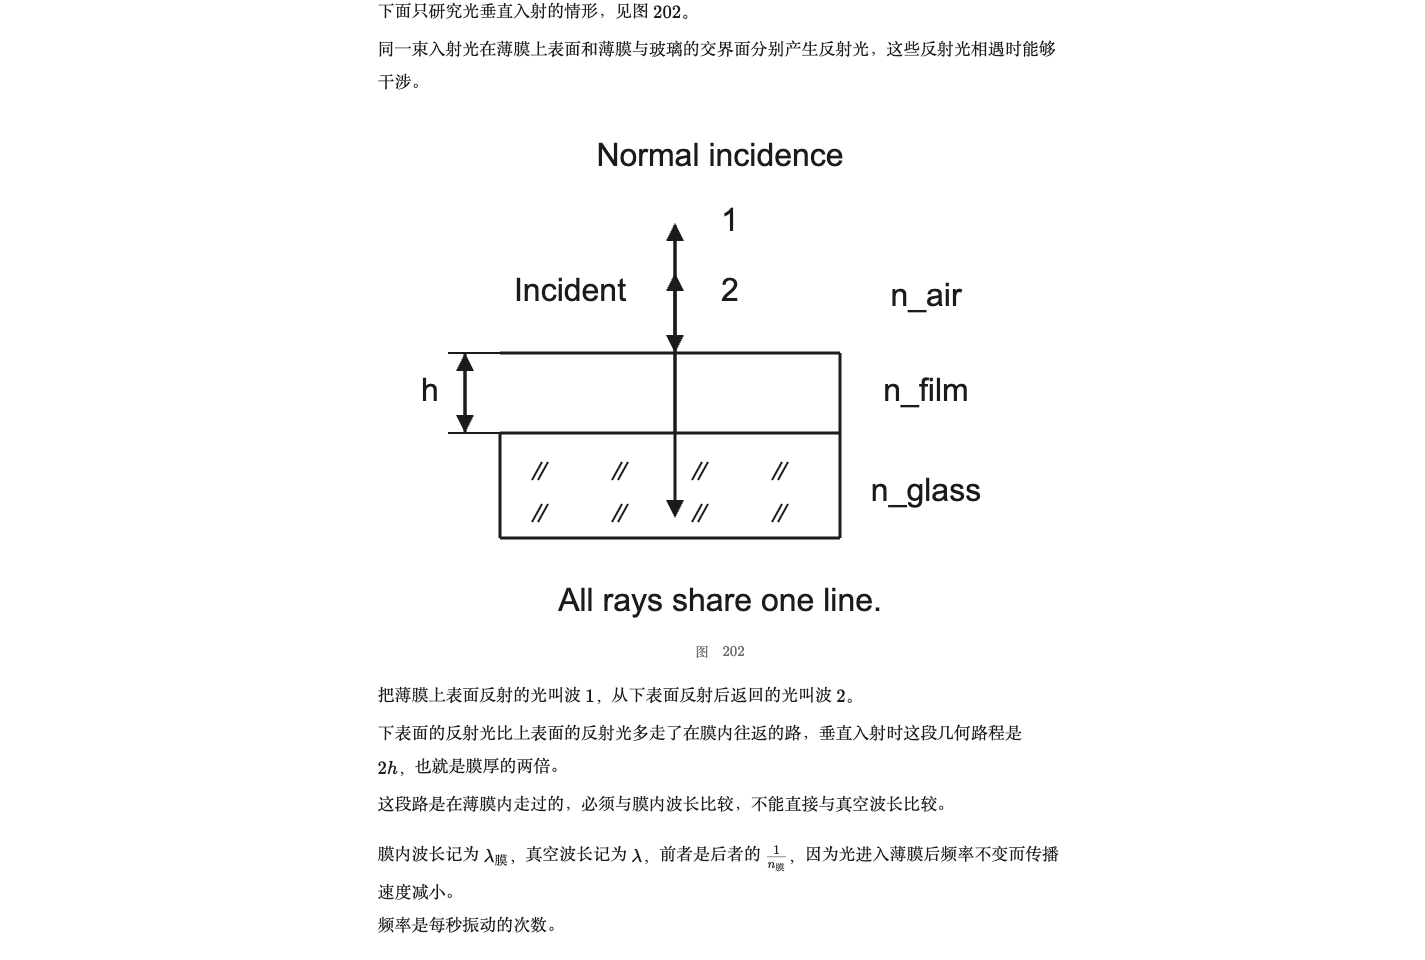 下面只研究光垂直入射的情形，见图 202。
同一束入射光在薄膜上表面和薄膜与玻璃的交界面分别产生反射光，这些反射光相遇时能够
干涉。
Normal incidence
1
Incident
2
n_air
h
n_film
n_glass
All rays share one line.
图 202
把薄膜上表面反射的光叫波 1，从下表面反射后返回的光叫波 2。
下表面的反射光比上表面的反射光多走了在膜内往返的路，垂直入射时这段几何路程是
2h，也就是膜厚的两倍。
这段路是在薄膜内走过的，必须与膜内波长比较，不能直接与真空波长比较。
膜内波长记为 λ膜，真空波长记为 λ，前者是后者的 1/n膜，因为光进入薄膜后频率不变而传播
速度减小。
频率是每秒振动的次数。